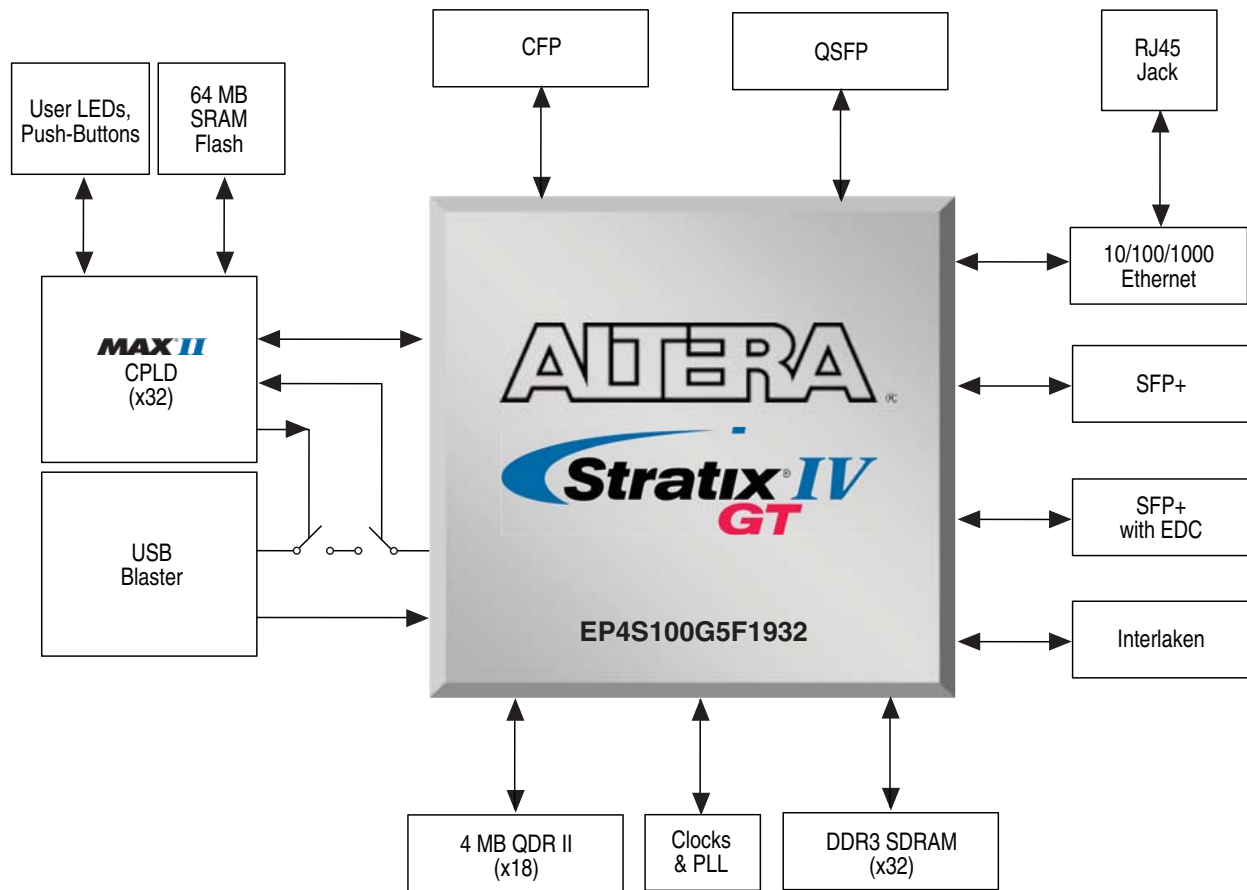 CFP
QSFP
RJ45
Jack
User LEDs,
Push-Buttons
64 MB
SRAM
Flash
10/100/1000
Ethernet
MAX® II
CPLD
(x32)
ALTERA®
SFP+
Stratix® IV
GT
SFP+
with EDC
USB
Blaster
EP4S100G5F1932
Interlaken
4 MB QDR II
(x18)
Clocks
& PLL
DDR3 SDRAM
(x32)